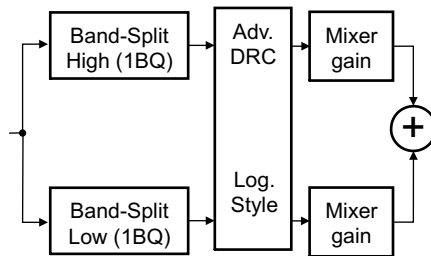 Band-Split
High (1BQ)
Adv.
DRC
Mixer
gain
+
Band-Split
Low (1BQ)
Log.
Style
Mixer
gain